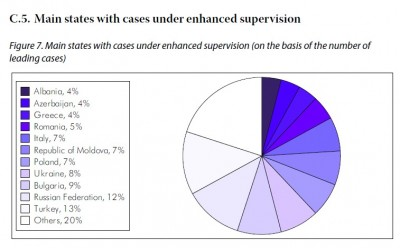 C.5. Main states with cases under enhanced supervision
Figure 7. Main states with cases under enhanced supervision (on the basis of the number of
leading cases)
Albania, 4%
Azerbaijan, 4%
Greece, 4%
Romania, 5%
Italy, 7%
Republic of Moldova, 7%
Poland, 7%
Ukraine, 8%
Bulgaria, 9%
Russian Federation, 12%
Turkey, 13%
Others, 20%